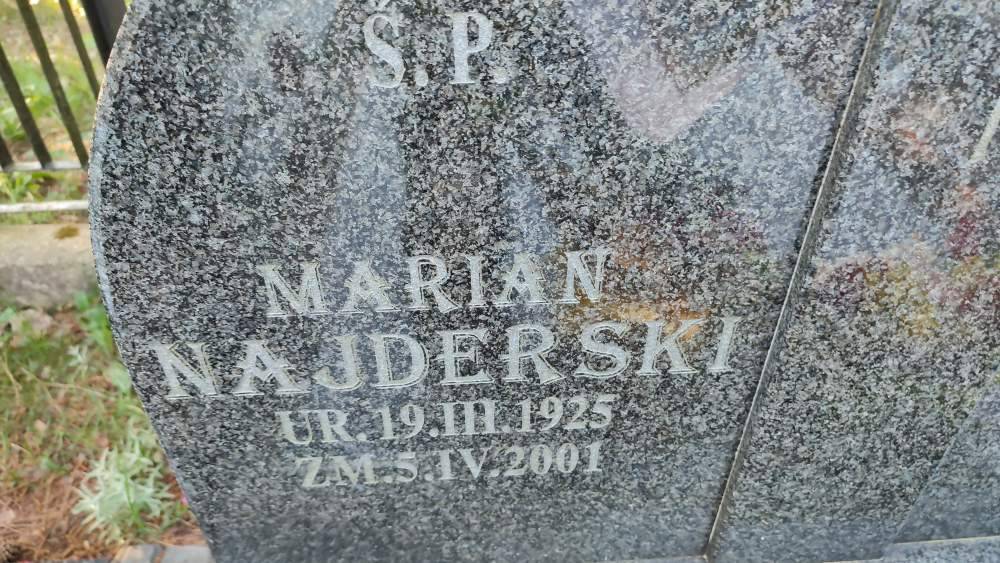 Ś.P.
MARIAN
NAJDERSKI
UR.19.III.1925
ZM.5.IV.2001